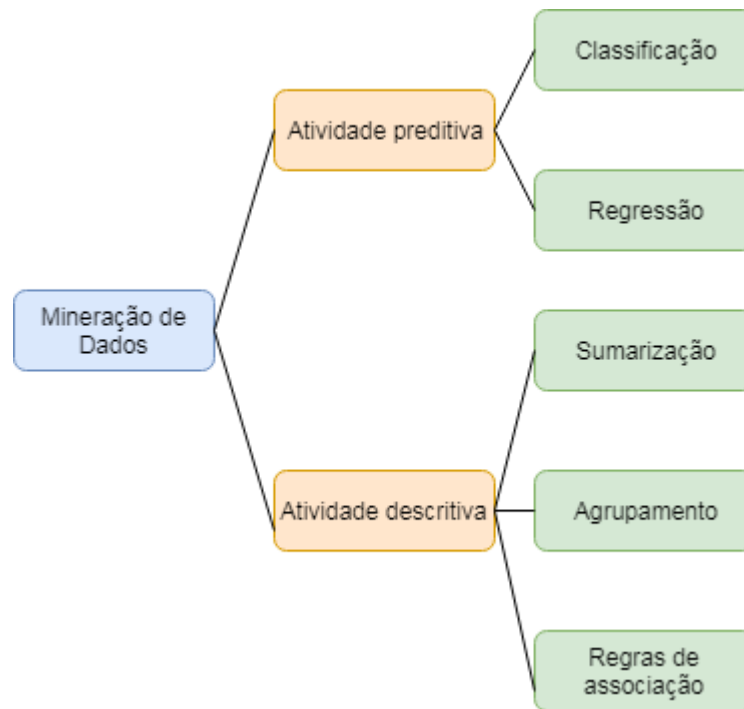 Classificação
Atividade preditiva
Regressão
Mineração de
Dados
Sumarização
Atividade descritiva
Agrupamento
Regras de
associação